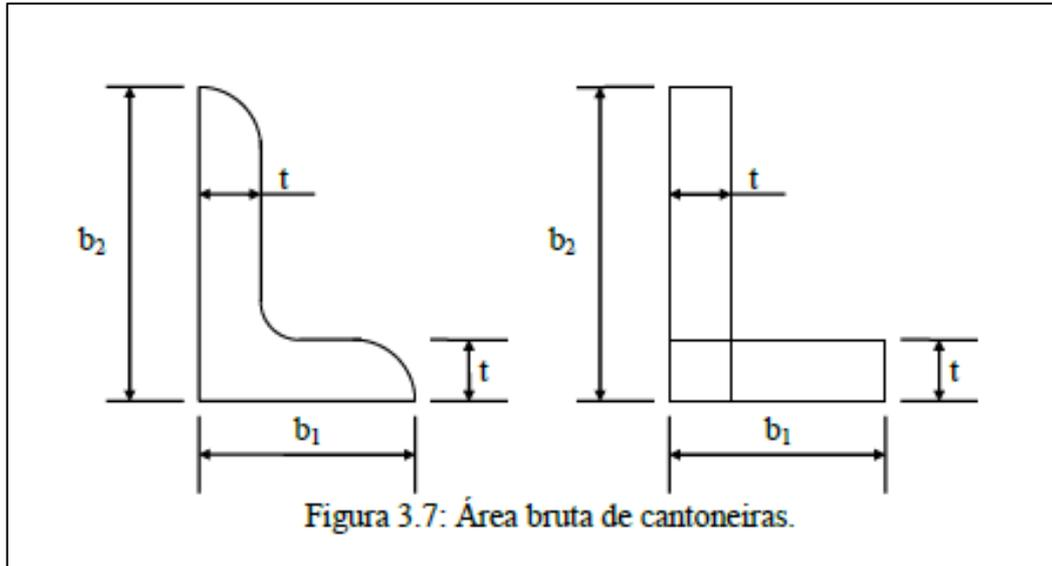 t
b₂
t
b₁
t
b₂
t
b₁
Figura 3.7: Área bruta de cantoneiras.